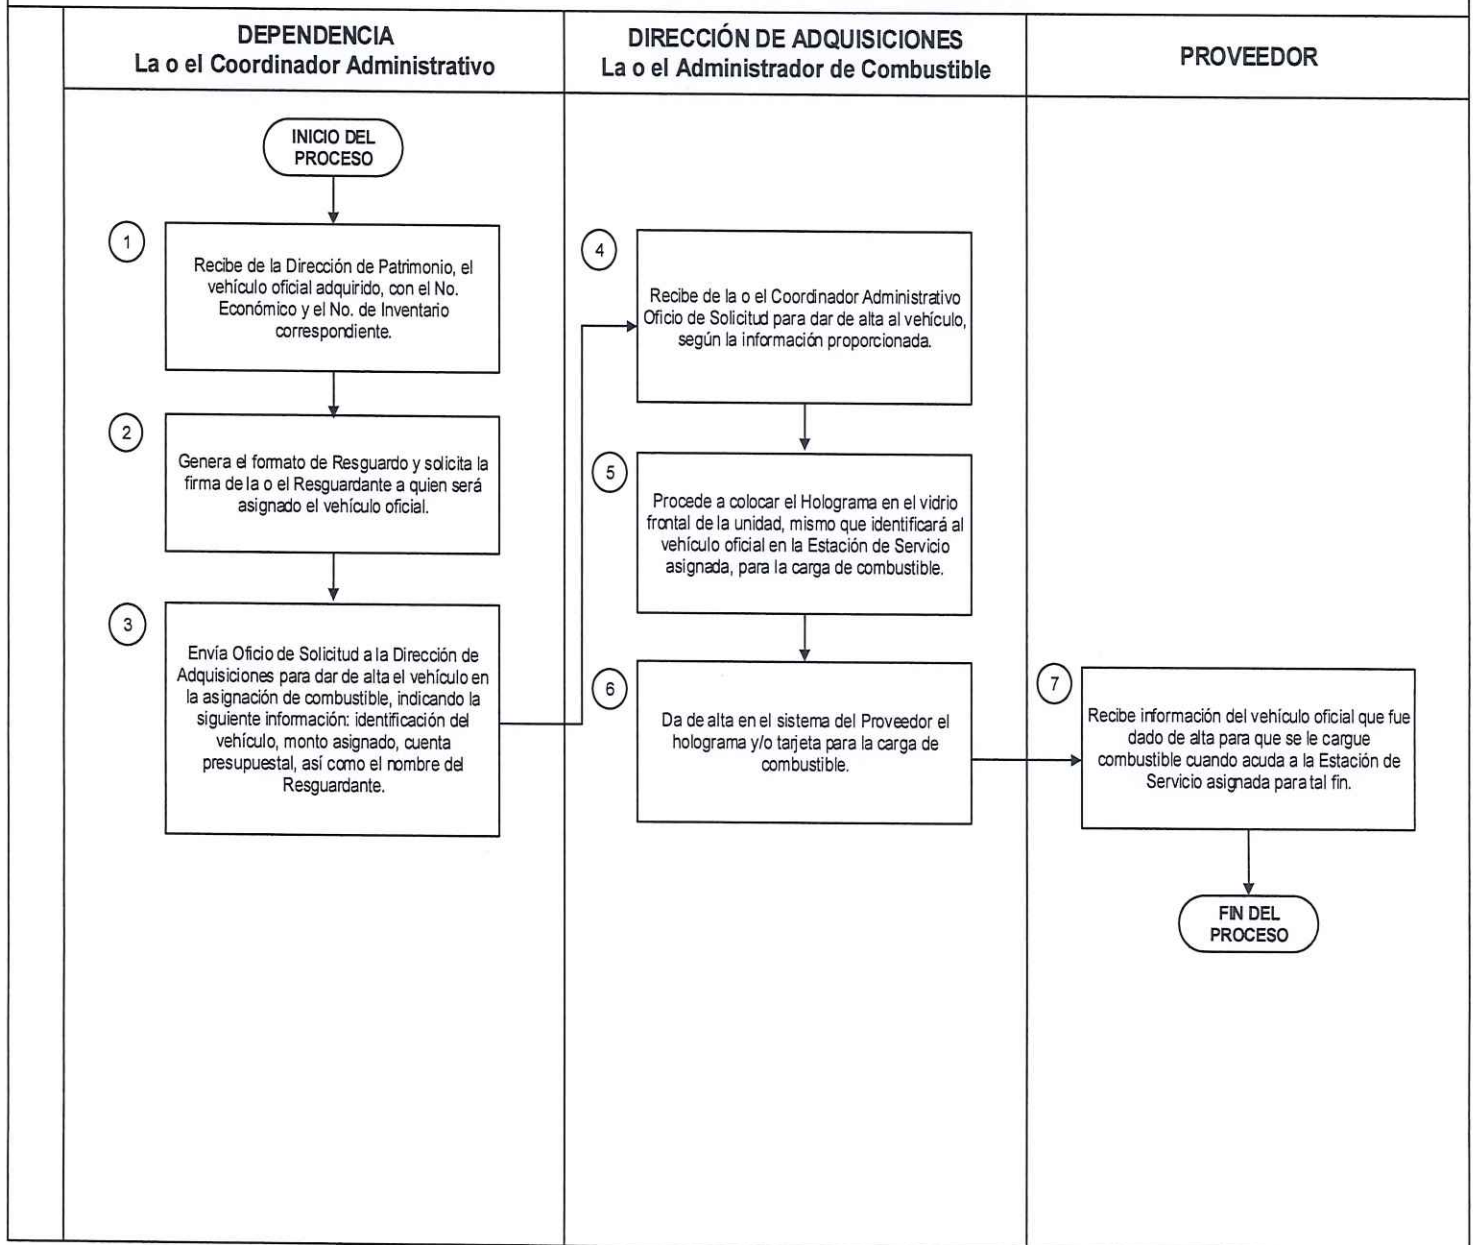 DEPENDENCIA
La o el Coordinador Administrativo
DIRECCIÓN DE ADQUISICIONES
La o el Administrador de Combustible
PROVEEDOR
INICIO DEL
PROCESO
1
Recibe de la Dirección de Patrimonio, el
vehículo oficial adquirido, con el No.
Económico y el No. de Inventario
correspondiente.
2
Genera el formato de Resguardo y solicita la
firma de la o el Resguardante a quien será
asignado el vehículo oficial.
3
Envía Oficio de Solicitud a la Dirección de
Adquisiciones para dar de alta el vehículo en
la asignación de combustible, indicando la
siguiente información: identificación del
vehículo, monto asignado, cuenta
presupuestal, así como el nombre del
Resguardante.
4
Recibe de la o el Coordinador Administrativo
Oficio de Solicitud para dar de alta al vehículo,
según la información proporcionada.
5
Procede a colocar el Holograma en el vidrio
frontal de la unidad, mismo que identificará al
vehículo oficial en la Estación de Servicio
asignada, para la carga de combustible.
6
Da de alta en el sistema del Proveedor el
holograma y/o tarjeta para la carga de
combustible.
7
Recibe información del vehículo oficial que fue
dado de alta para que se le cargue
combustible cuando acuda a la Estación de
Servicio asignada para tal fin.
FIN DEL
PROCESO